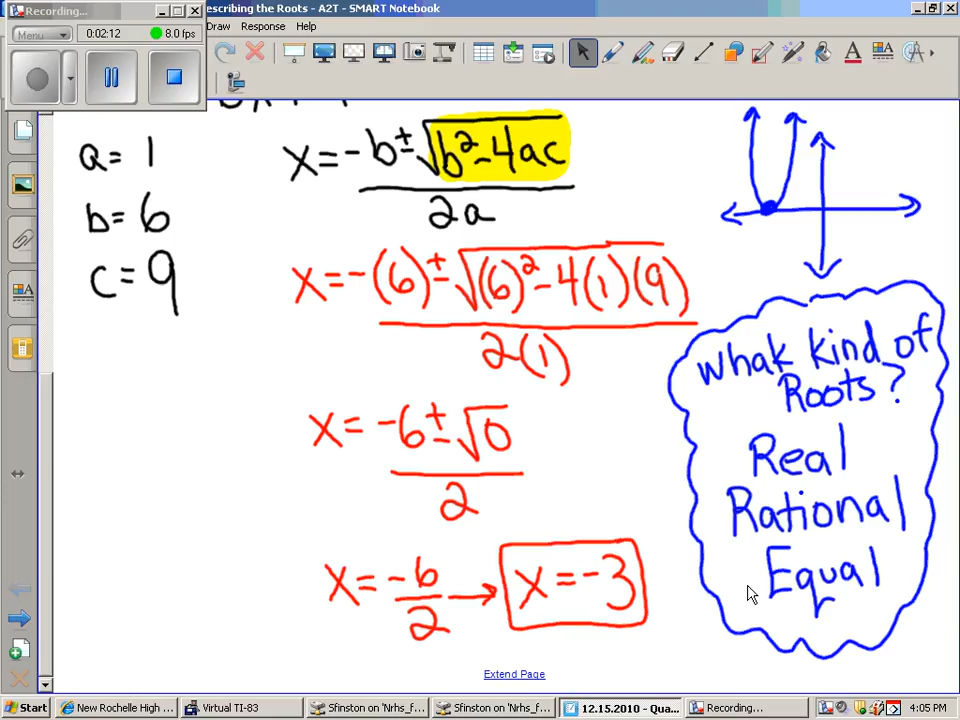 Recording...
escribing the Roots - A2T - SMART Notebook
Menu
00:02:12
8.0 fps
Draw Response Help
a = 1
b = 6
c = 9
x = -b ± √b² - 4ac
2a
x = -(6) ± √(6)² - 4(1)(9)
2(1)
x = -6 ± √0
2
x = -6
2
→ x = -3
whak kind of
Roots?
Real
Rational
Equal
Extend Page
Start
New Rochelle High ...
Virtual TI-83
Sfinston on 'Nrhs_f...
Sfinston on 'Nrhs_f...
12.15.2010 - Qua...
Recording...
4:05 PM